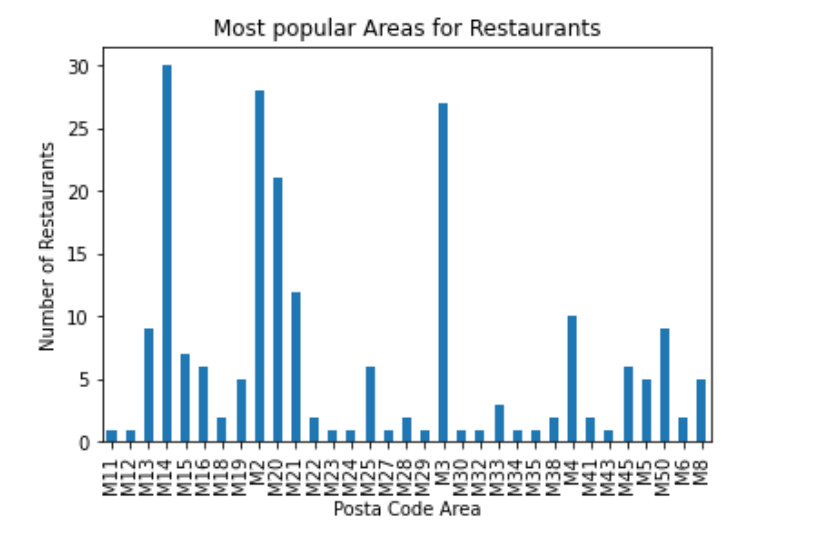 Most popular Areas for Restaurants
Number of Restaurants
30
25
20
15
10
5
0
M11 M12 M13 M14 M15 M16 M18 M19 M2 M20 M21 M22 M23 M24 M25 M27 M28 M29 M3 M30 M32 M33 M34 M35 M38 M4 M41 M43 M45 M5 M50 M6 M8
Posta Code Area